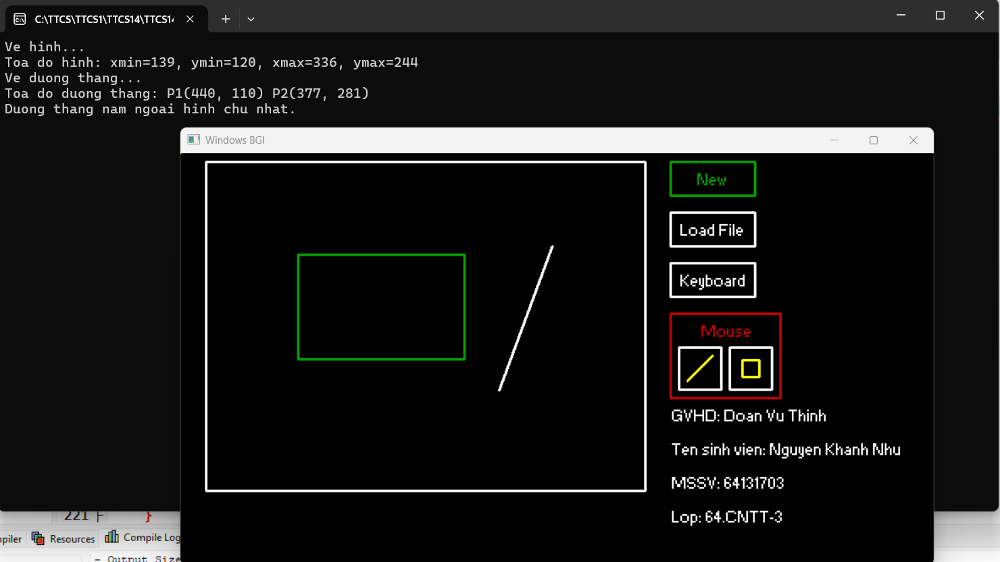 C:\TTCS\TTCS1\TTCS14\TTCS14
Ve hinh...
Toa do hinh: xmin=139, ymin=120, xmax=336, ymax=244
Ve duong thang...
Toa do duong thang: P1(440, 110) P2(377, 281)
Duong thang nam ngoai hinh chu nhat.
Windows BGI
New
Load File
Keyboard
Mouse
GVHD: Doan Vu Thinh
Ten sinh vien: Nguyen Khanh Nhu
MSSV: 64131703
Lop: 64.CNTT-3
221 }
piler Resources Compile Log
- Output Size